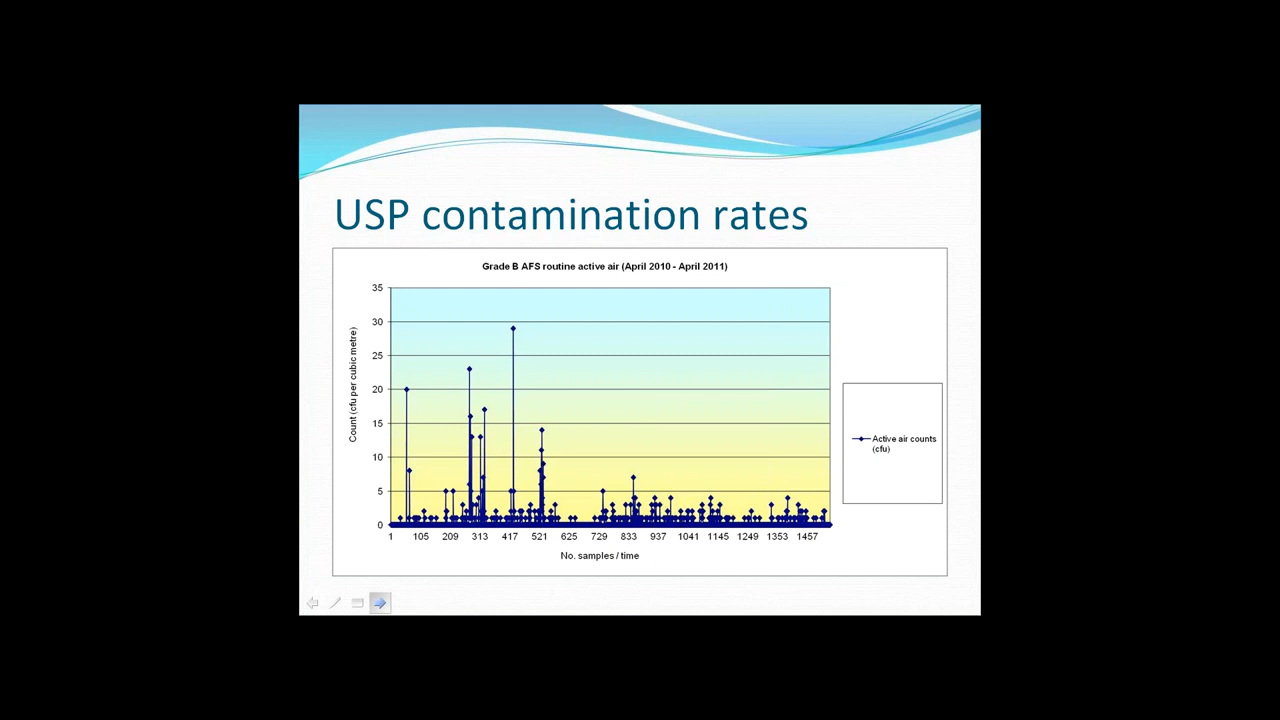 USP contamination rates
Grade B AFS routine active air (April 2010 - April 2011)
35
30
25
20
15
10
5
0
Count (cfu per cubic metre)
1 105 209 313 417 521 625 729 833 937 1041 1145 1249 1353 1457
No. samples / time
Active air counts
(cfu)